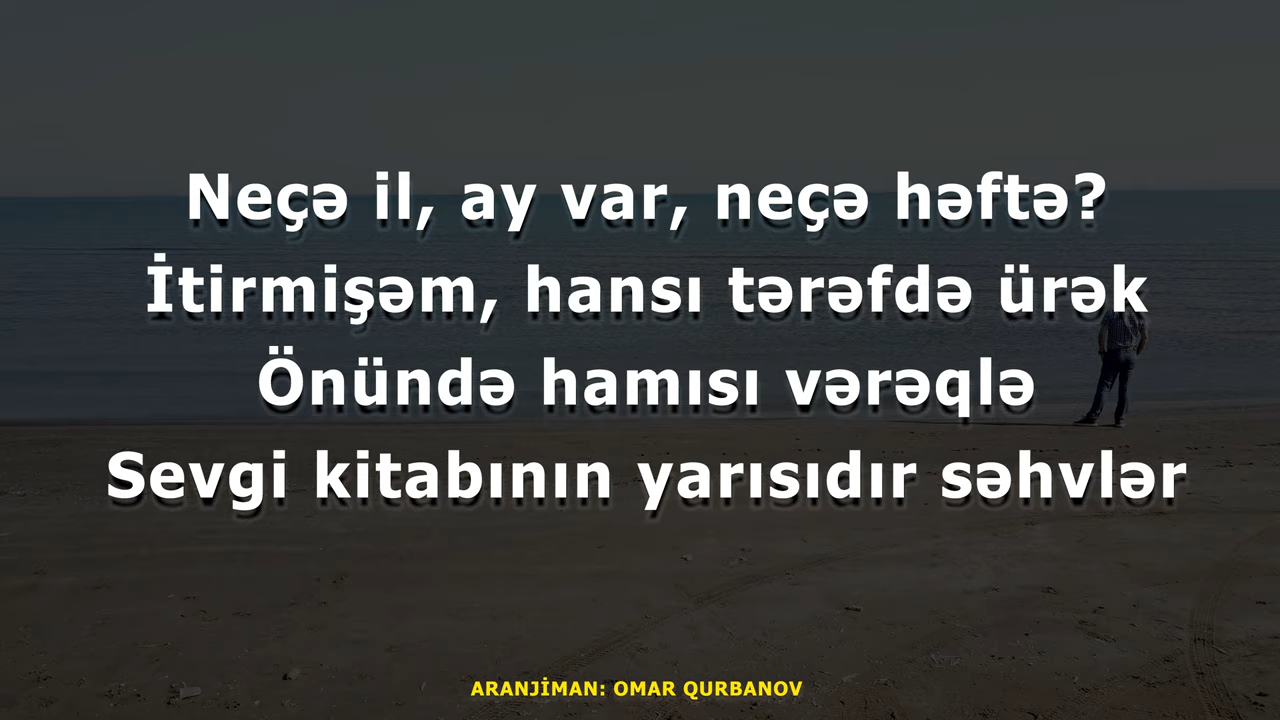 Neçə il, ay var, neçə həftə?
İtirmişəm, hansı tərəfdə ürək
Önündə hamısı vərəqlə
Sevgi kitabının yarısıdır səhvlər
ARANJİMAN: OMAR QURBANOV